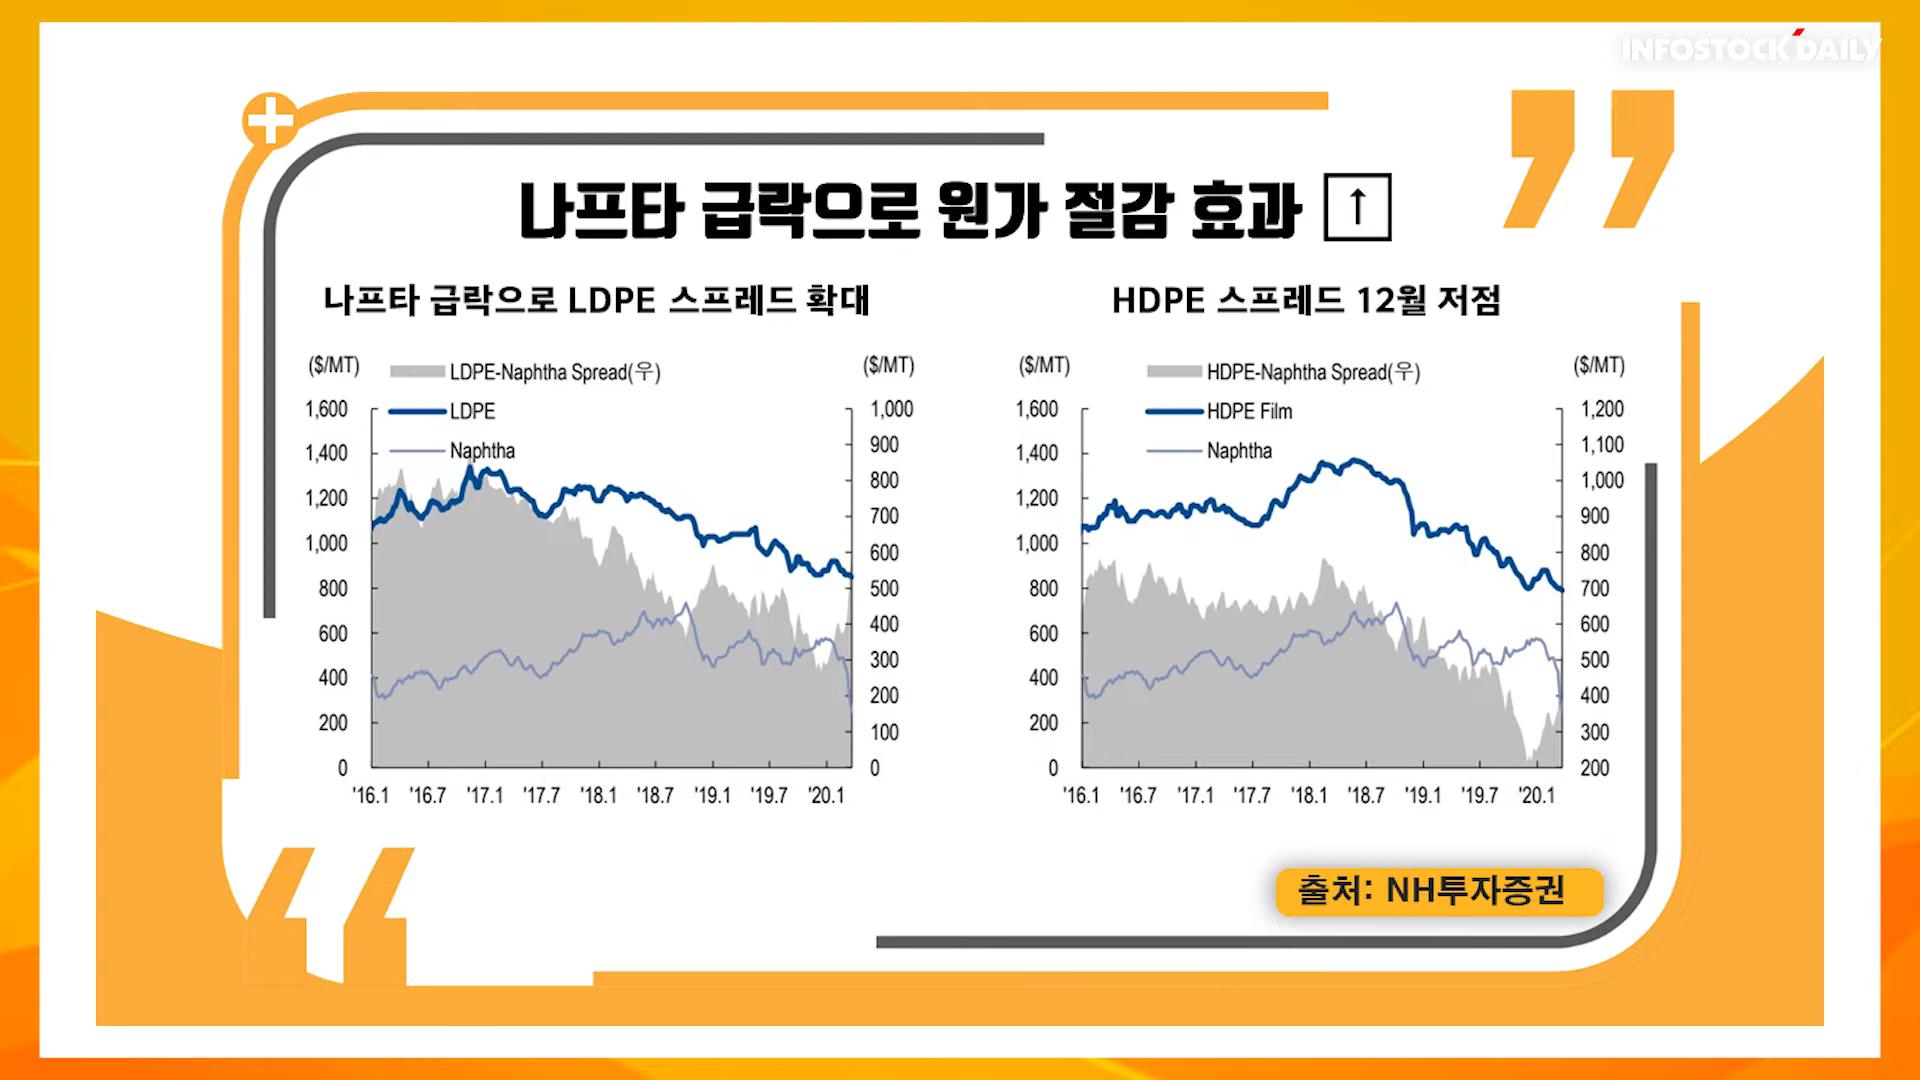 INFOSTOCK DAILY
나프타 급락으로 원가 절감 효과 ↑
나프타 급락으로 LDPE 스프레드 확대
($/MT)
($/MT)
LDPE-Naphtha Spread(우)
LDPE
Naphtha
1,600
1,400
1,200
1,000
800
600
400
200
0
1,000
900
800
700
600
500
400
300
200
100
0
'16.1 '16.7 '17.1 '17.7 '18.1 '18.7 '19.1 '19.7 '20.1
HDPE 스프레드 12월 저점
($/MT)
($/MT)
HDPE-Naphtha Spread(우)
HDPE Film
Naphtha
1,600
1,400
1,200
1,000
800
600
400
200
0
1,200
1,100
1,000
900
800
700
600
500
400
300
200
'16.1 '16.7 '17.1 '17.7 '18.1 '18.7 '19.1 '19.7 '20.1
출처: NH투자증권